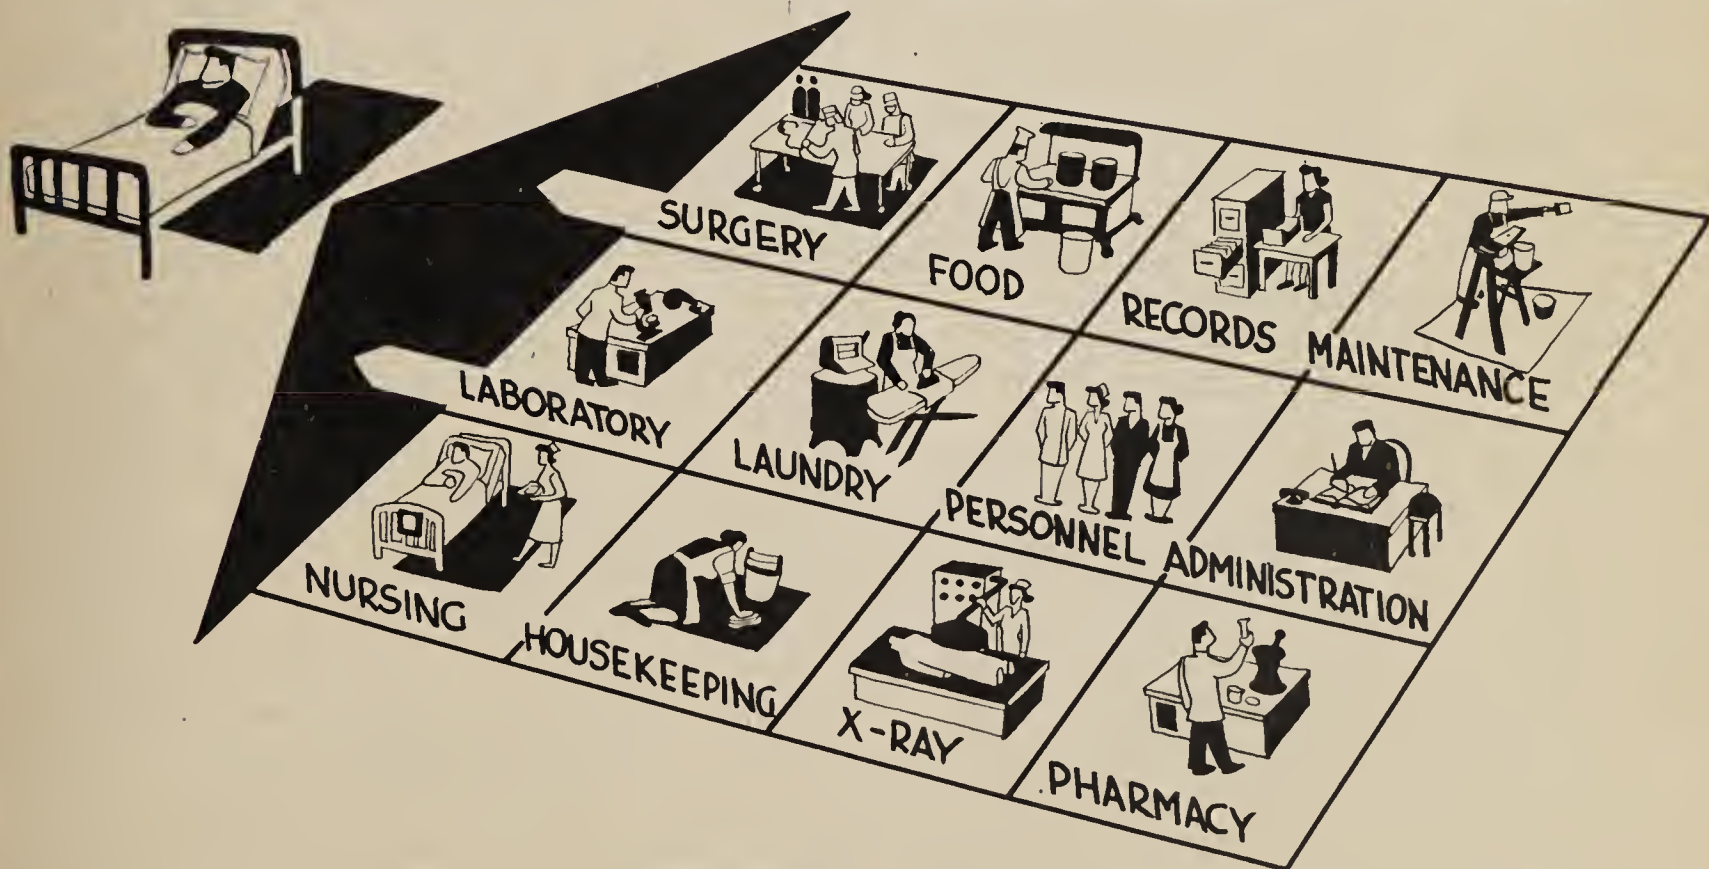 SURGERY
FOOD
RECORDS
MAINTENANCE
LABORATORY
LAUNDRY
PERSONNEL
ADMINISTRATION
NURSING
HOUSEKEEPING
X-RAY
PHARMACY